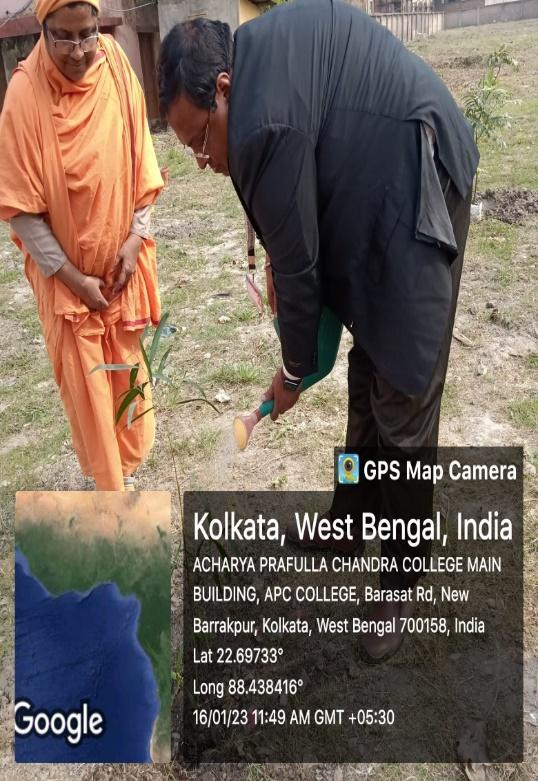 GPS Map Camera
Kolkata, West Bengal, India
ACHARYA PRAFULLA CHANDRA COLLEGE MAIN
BUILDING, APC COLLEGE, Barasat Rd, New
Barrakpur, Kolkata, West Bengal 700158, India
Lat 22.69733°
Long 88.438416°
16/01/23 11:49 AM GMT +05:30
Google